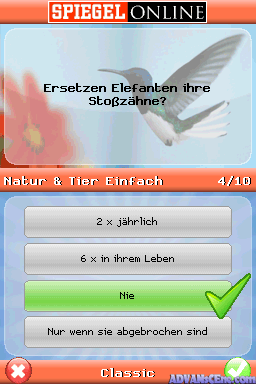 SPIEGEL ONLINE
Ersetzen Elefanten ihre
Stoßzähne?
Natur & Tier Einfach 4/10
2 x jährlich
6 x in ihrem Leben
Nie
Nur wenn sie abgebrochen sind
Classic
ADVANSCENE.com